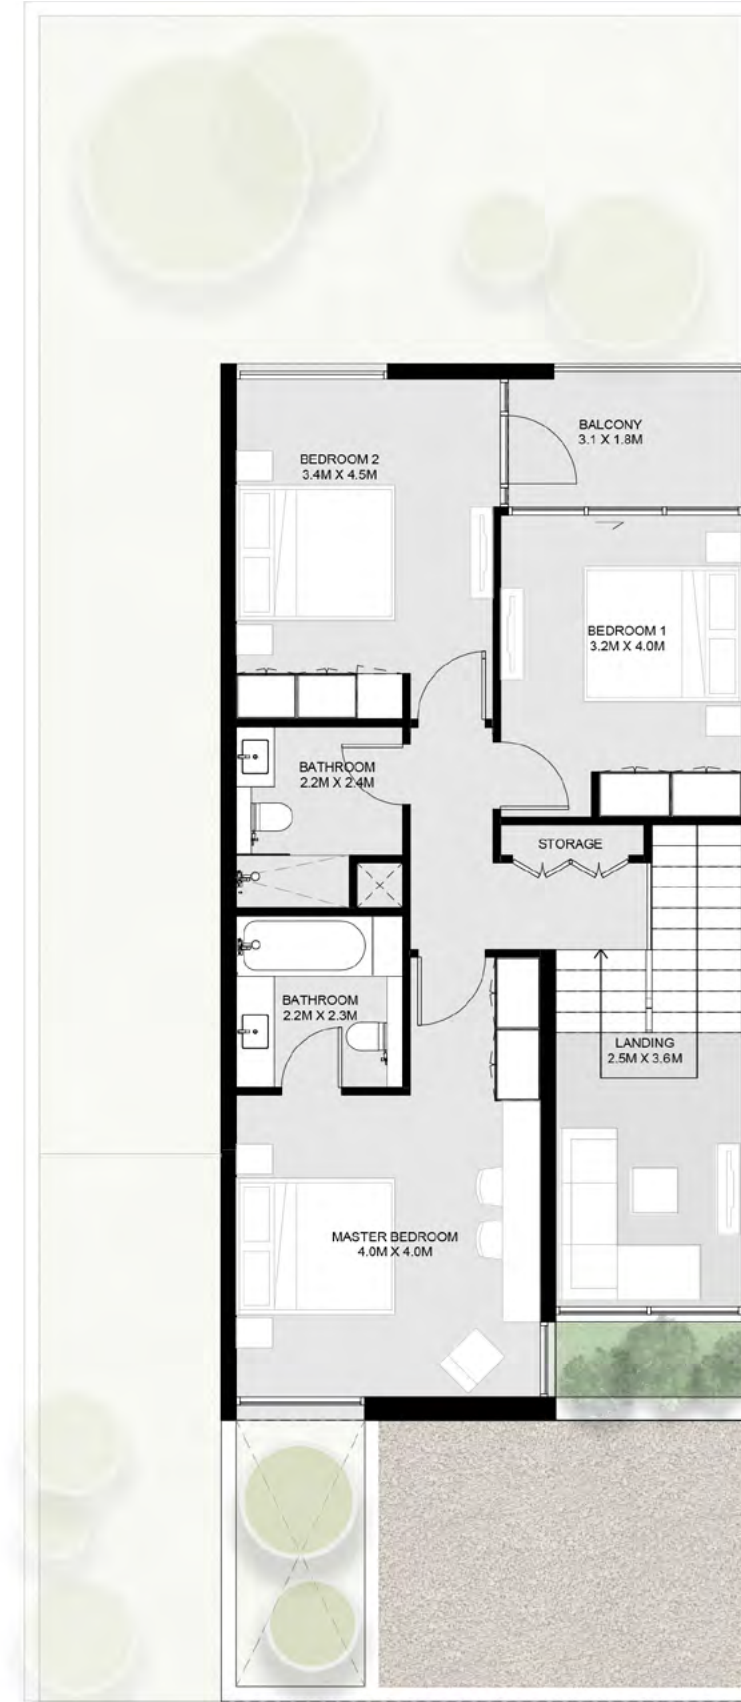 BALCONY
3.1 X 1.8M
BEDROOM 2
3.4M X 4.5M
BEDROOM 1
3.2M X 4.0M
BATHROOM
2.2M X 2.4M
STORAGE
BATHROOM
2.2M X 2.3M
LANDING
2.5M X 3.6M
MASTER BEDROOM
4.0M X 4.0M